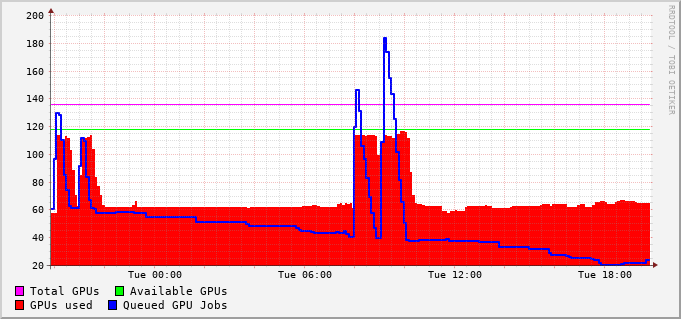 200
180
160
140
120
100
80
60
40
20
Tue 00:00 Tue 06:00 Tue 12:00 Tue 18:00
Total GPUs Available GPUs
GPUs used Queued GPU Jobs
RRDTOOL / TOBI OETIKER